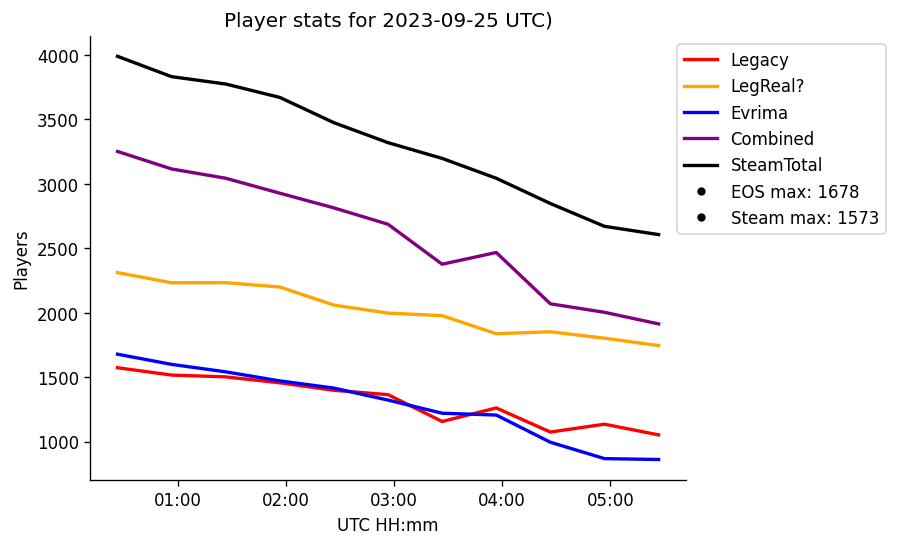 Player stats for 2023-09-25 UTC)
4000
3500
3000
2500
2000
1500
1000
Players
01:00 02:00 03:00 04:00 05:00
UTC HH:mm
Legacy
LegReal?
Evrima
Combined
SteamTotal
EOS max: 1678
Steam max: 1573